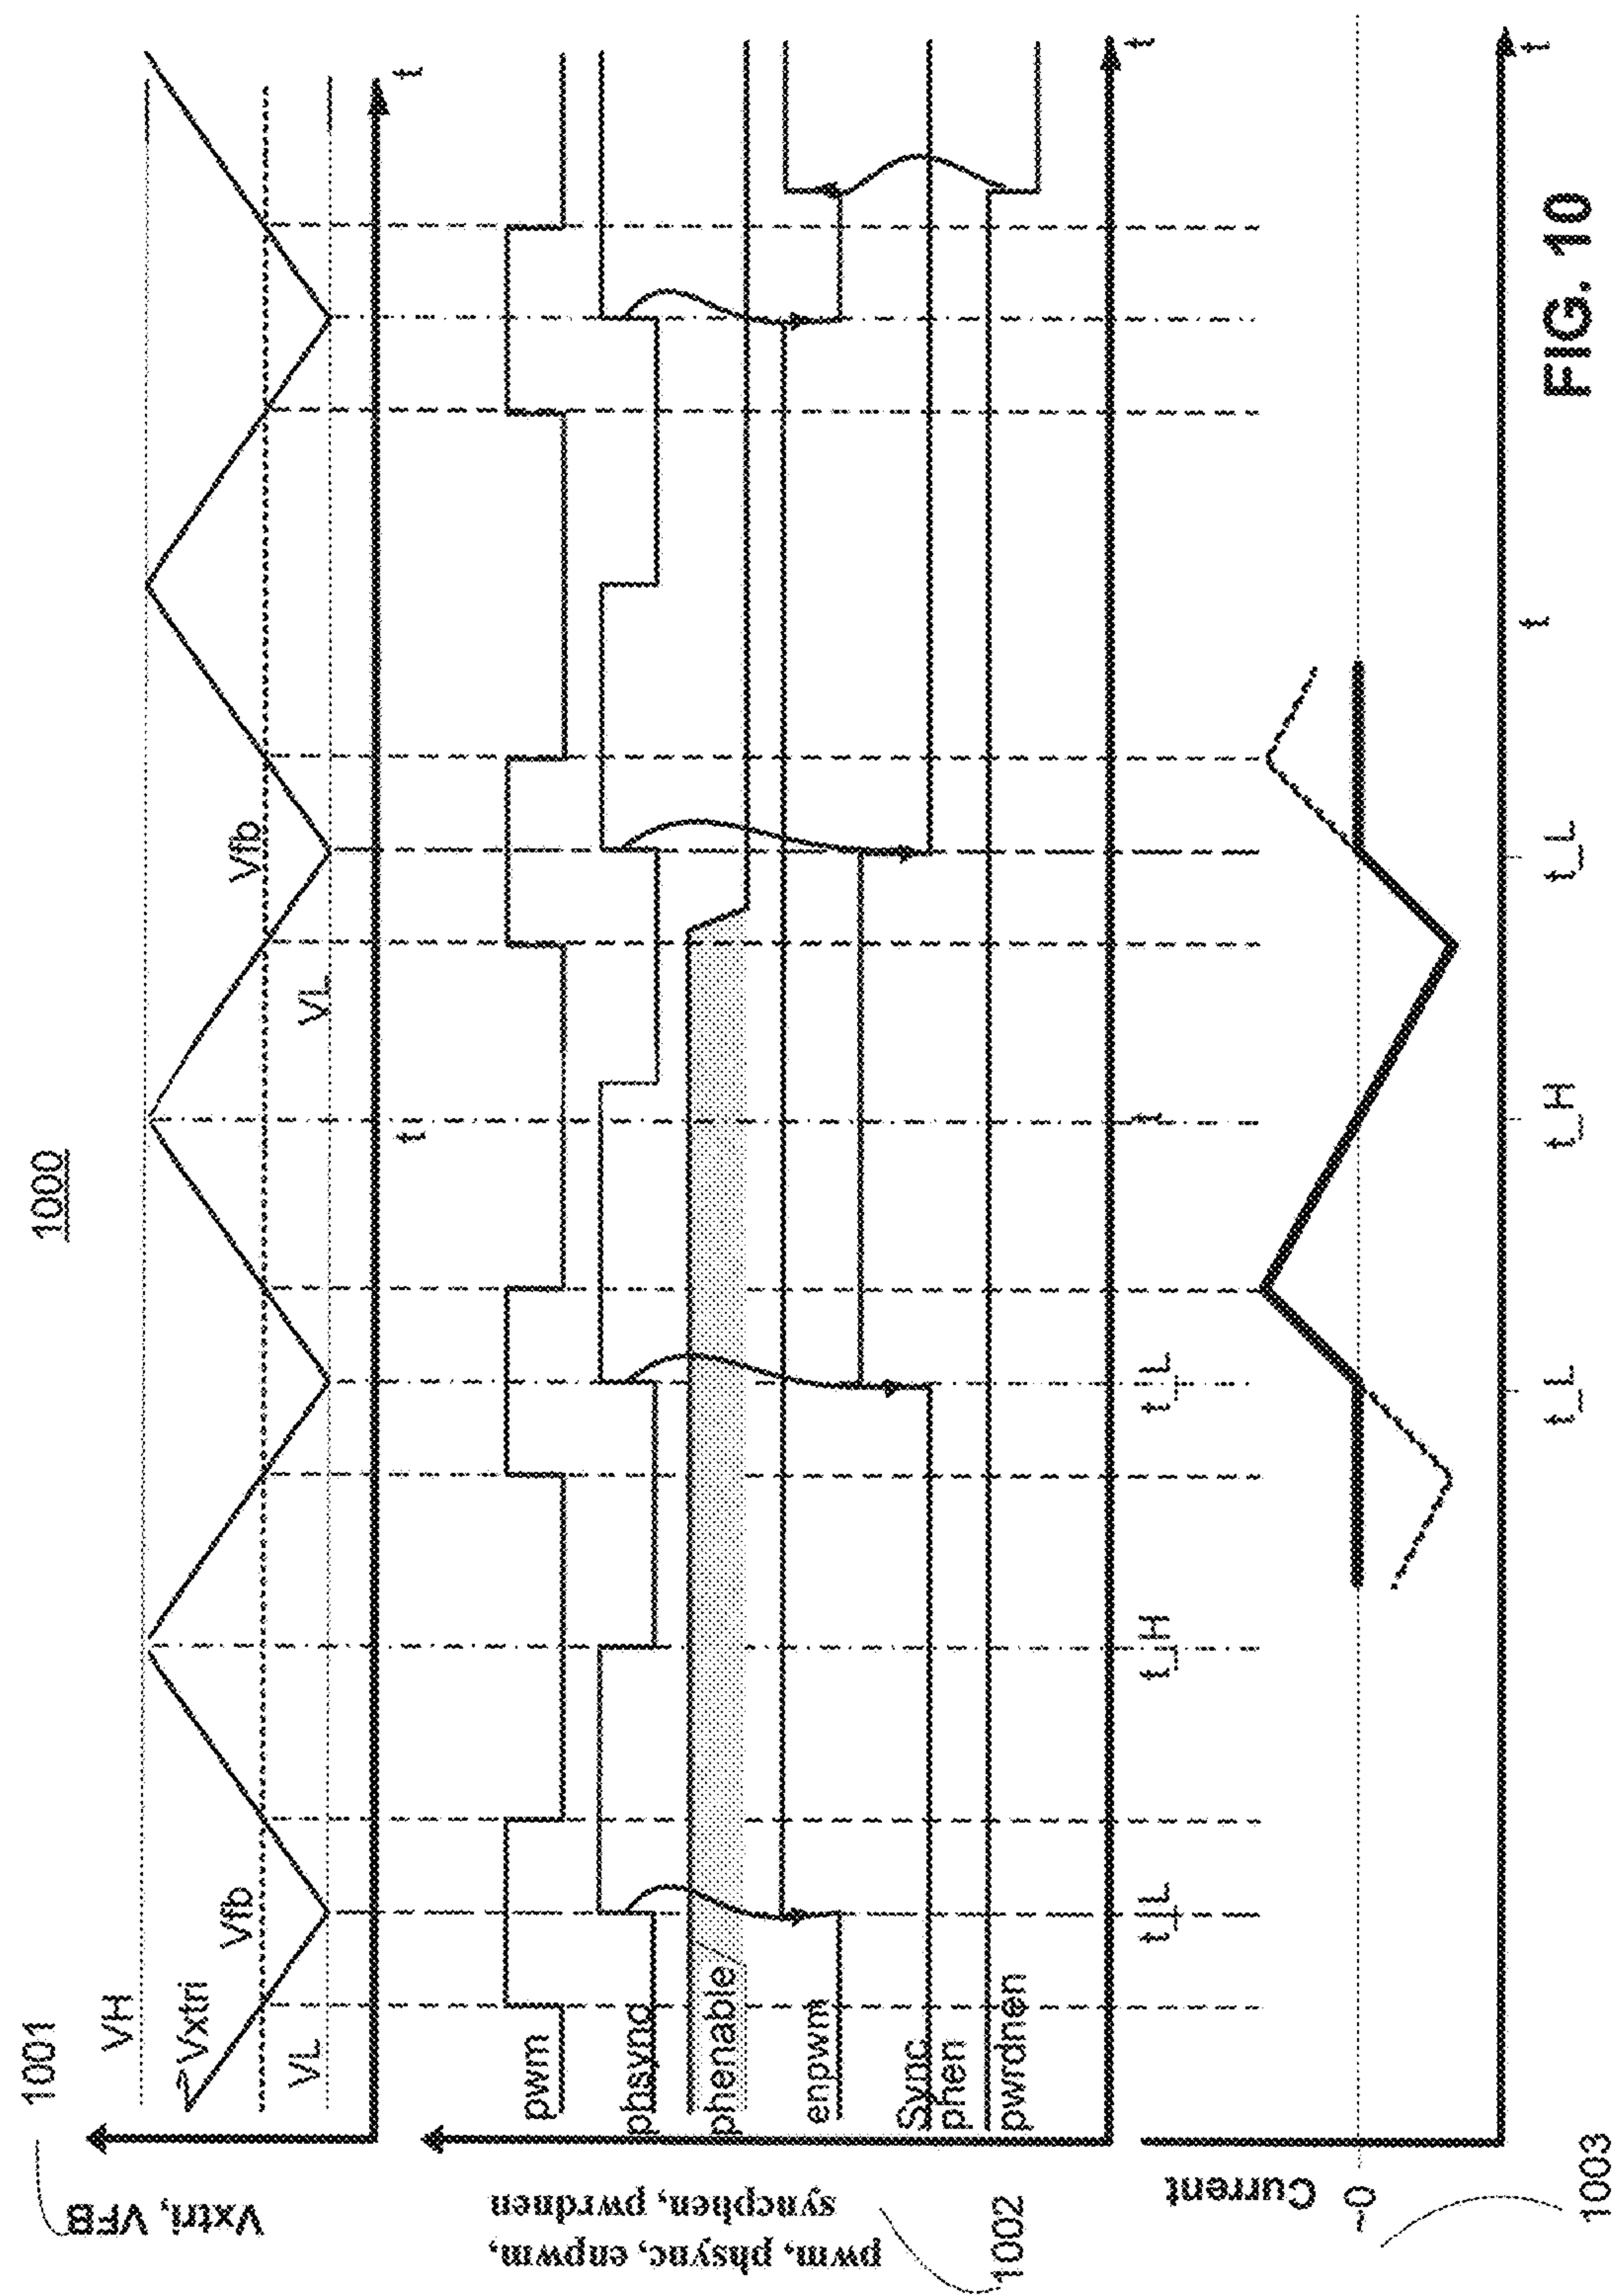 1000
1001
Vxtri, VFB
VH
Vxtri
Vfb
VL
VL
Vfb
t
t
pwm, phsync, enpwm,
syncphen, pwrdnen
1002
pwm
phsync
phenable
enpwm
Sync
phen
pwrdnen
t_L
t_H
t_L
t
t
Current
~0
1003
t_L
t_H
t_L
t
t
FIG. 10